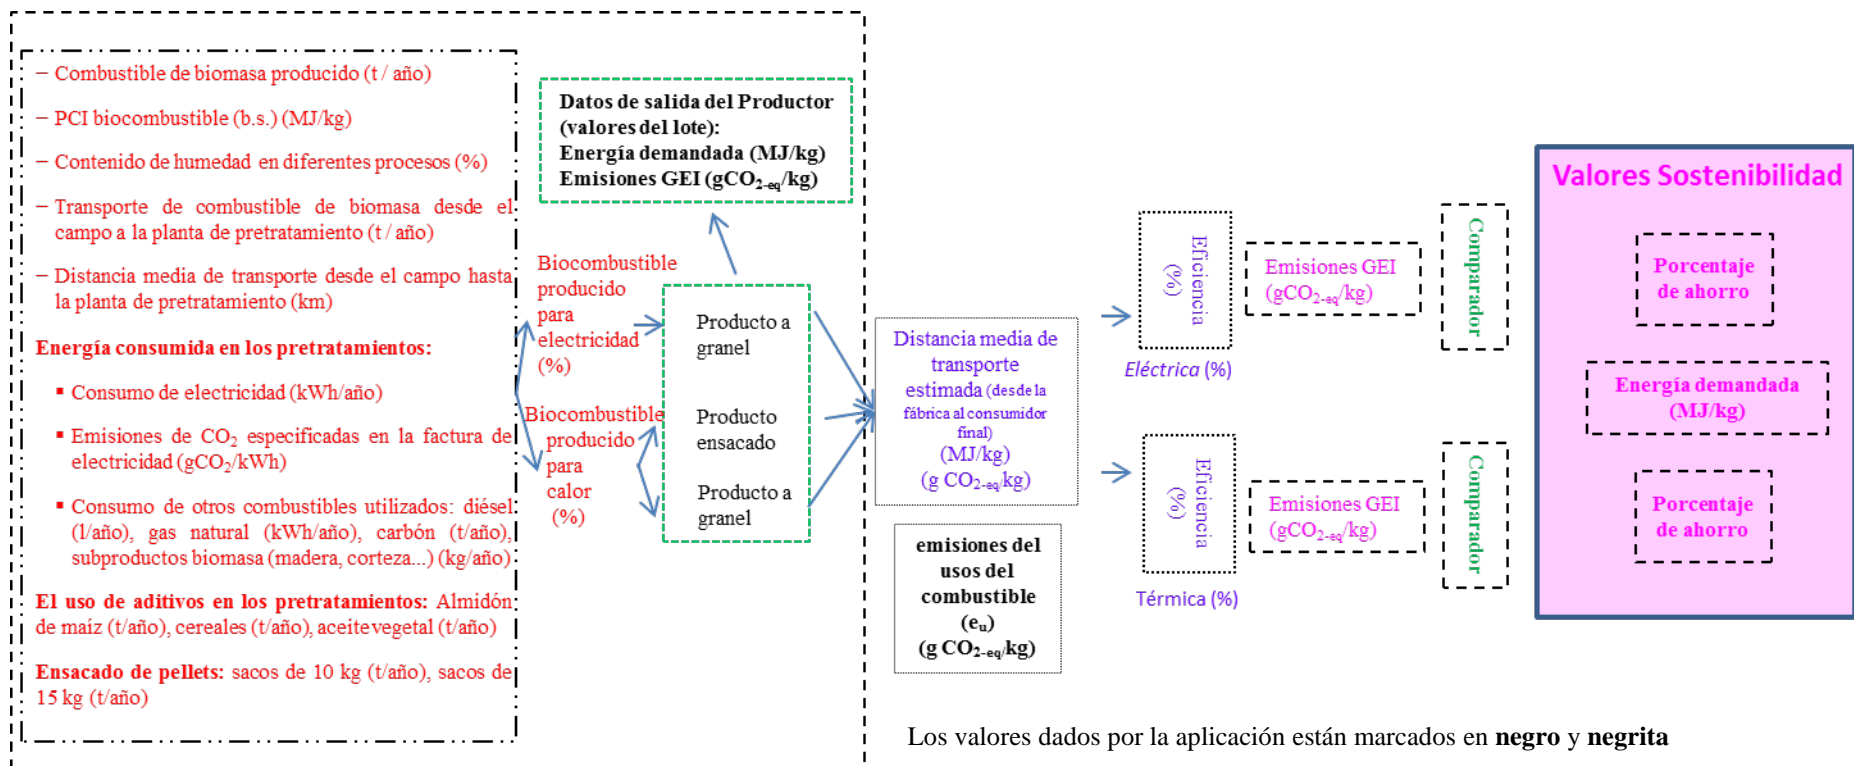 – Combustible de biomasa producido (t / año)
– PCI biocombustible (b.s.) (MJ/kg)
– Contenido de humedad en diferentes procesos (%)
– Transporte de combustible de biomasa desde el
campo a la planta de pretratamiento (t / año)
– Distancia media de transporte desde el campo hasta
la planta de pretratamiento (km)
Energía consumida en los pretratamientos:
▪ Consumo de electricidad (kWh/año)
▪ Emisiones de CO2 especificadas en la factura de
electricidad (gCO2/kWh)
▪ Consumo de otros combustibles utilizados: diésel
(l/año), gas natural (kWh/año), carbón (t/año),
subproductos biomasa (madera, corteza...) (kg/año)
El uso de aditivos en los pretratamientos: Almidón
de maíz (t/año), cereales (t/año), aceite vegetal (t/año)
Ensacado de pellets: sacos de 10 kg (t/año), sacos de
15 kg (t/año)
Datos de salida del Productor
(valores del lote):
Energía demandada (MJ/kg)
Emisiones GEI (gCO2-eq/kg)
Biocombustible
producido
para
electricidad
(%)
Biocombustible
producido
para
calor
(%)
Producto a
granel
Producto
ensacado
Producto a
granel
Distancia media de
transporte
estimada (desde la
fábrica al consumidor
final)
(MJ/kg)
(g CO2-eq/kg)
emisiones del
usos del
combustible
(eu)
(g CO2-eq/kg)
Eficiencia
(%)
Eléctrica (%)
Emisiones GEI
(gCO2-eq/kg)
Comparador
Eficiencia
(%)
Térmica (%)
Emisiones GEI
(gCO2-eq/kg)
Comparador
Valores Sostenibilidad
Porcentaje
de ahorro
Energía demandada
(MJ/kg)
Porcentaje
de ahorro
Los valores dados por la aplicación están marcados en negro y negrita